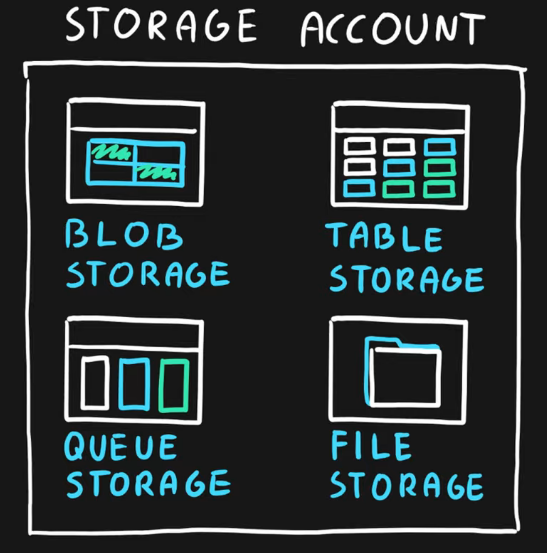 STORAGE ACCOUNT
BLOB
STORAGE
TABLE
STORAGE
QUEUE
STORAGE
FILE
STORAGE